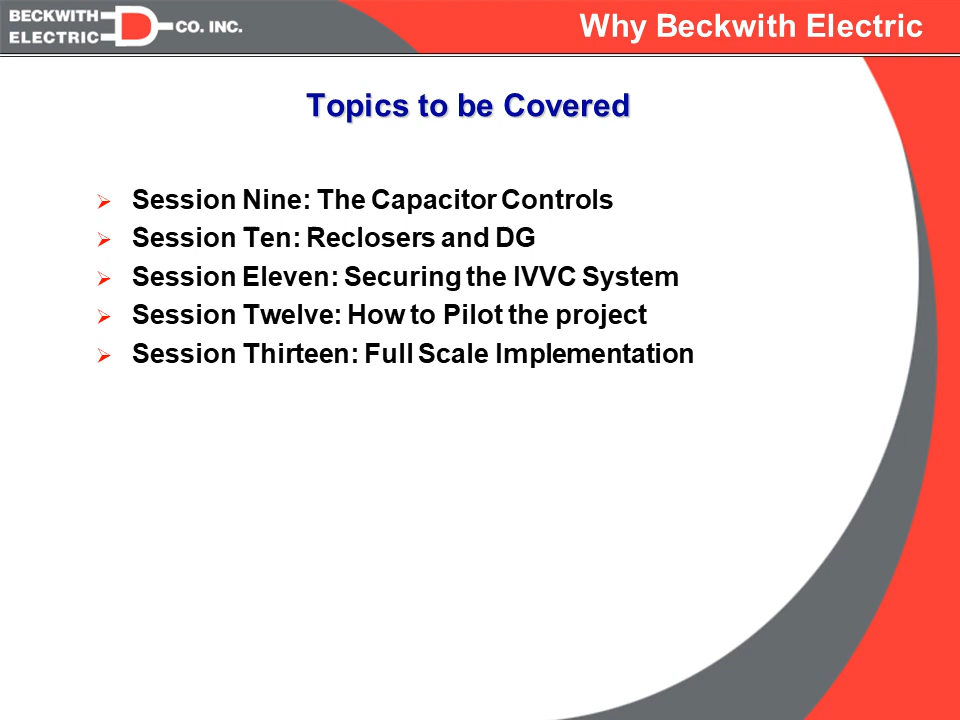 BECKWITH
ELECTRIC
CO. INC.
Why Beckwith Electric
Topics to be Covered
Session Nine: The Capacitor Controls
Session Ten: Reclosers and DG
Session Eleven: Securing the IVVC System
Session Twelve: How to Pilot the project
Session Thirteen: Full Scale Implementation